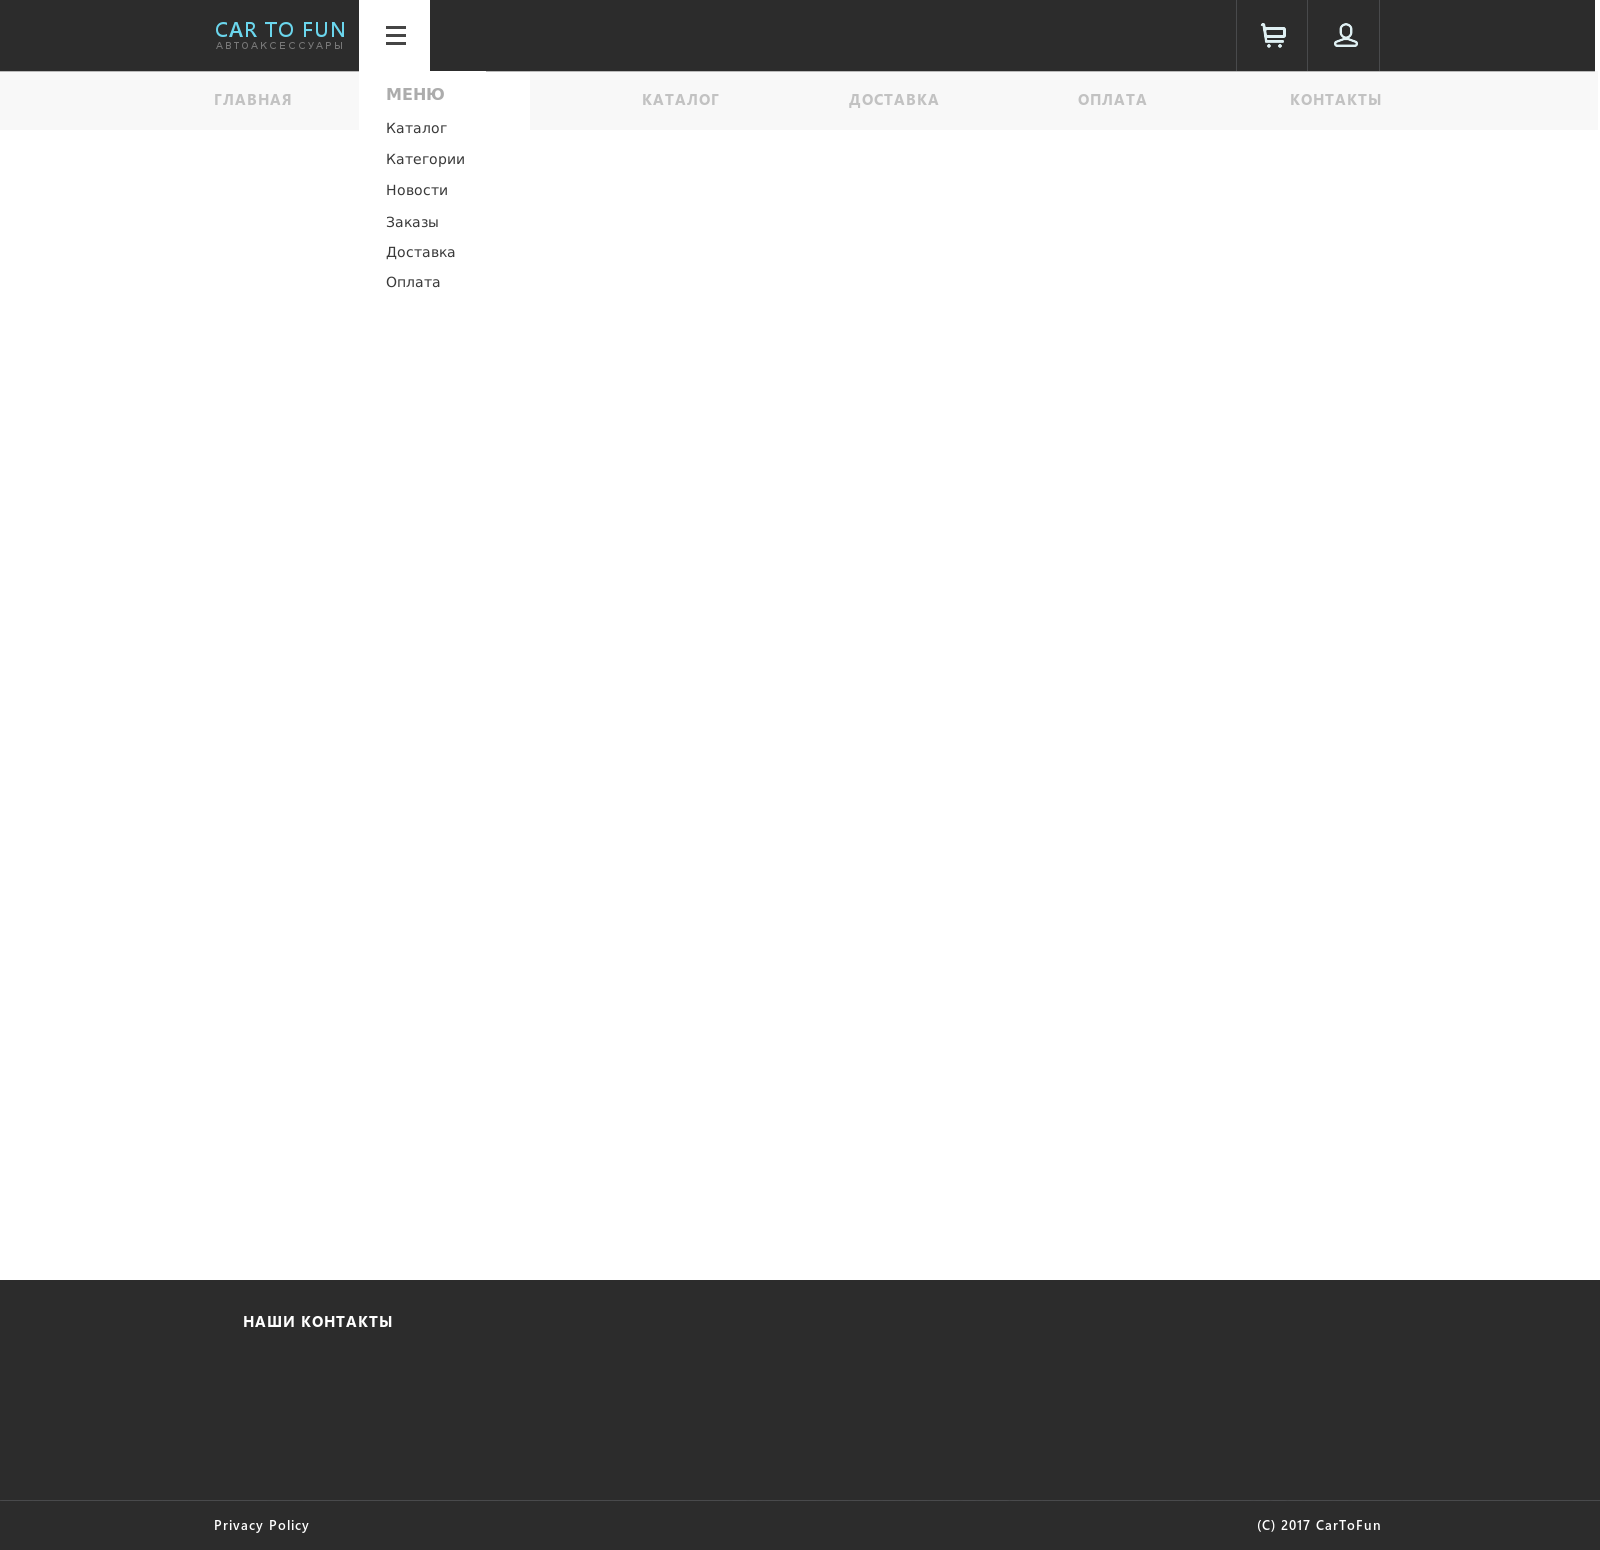 CAR TO FUN
АВТОАКСЕССУАРЫ
ГЛАВНАЯ
КАТАЛОГ
ДОСТАВКА
ОПЛАТА
КОНТАКТЫ
МЕНЮ
Каталог
Категории
Новости
Заказы
Доставка
Оплата
НАШИ КОНТАКТЫ
Privacy Policy
(C) 2017 CarToFun